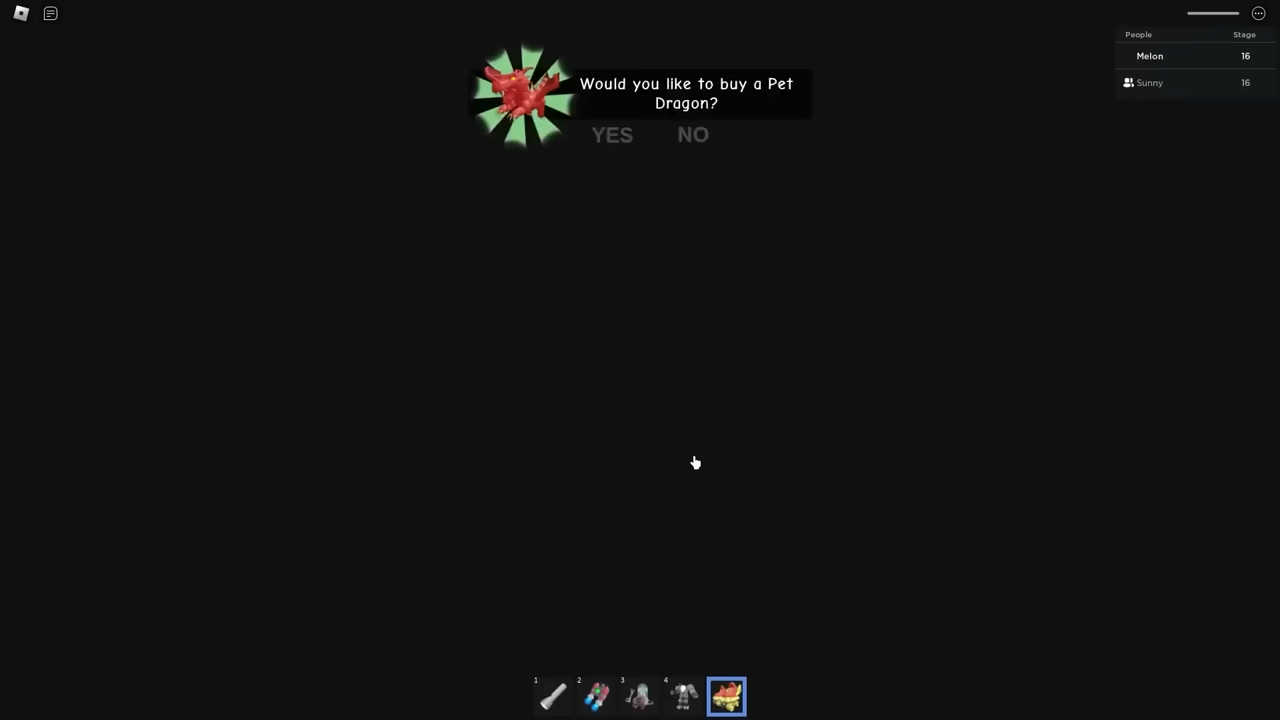 People Stage
Melon 16
Sunny 16
Would you like to buy a Pet
Dragon?
YES NO
1 2 3 4